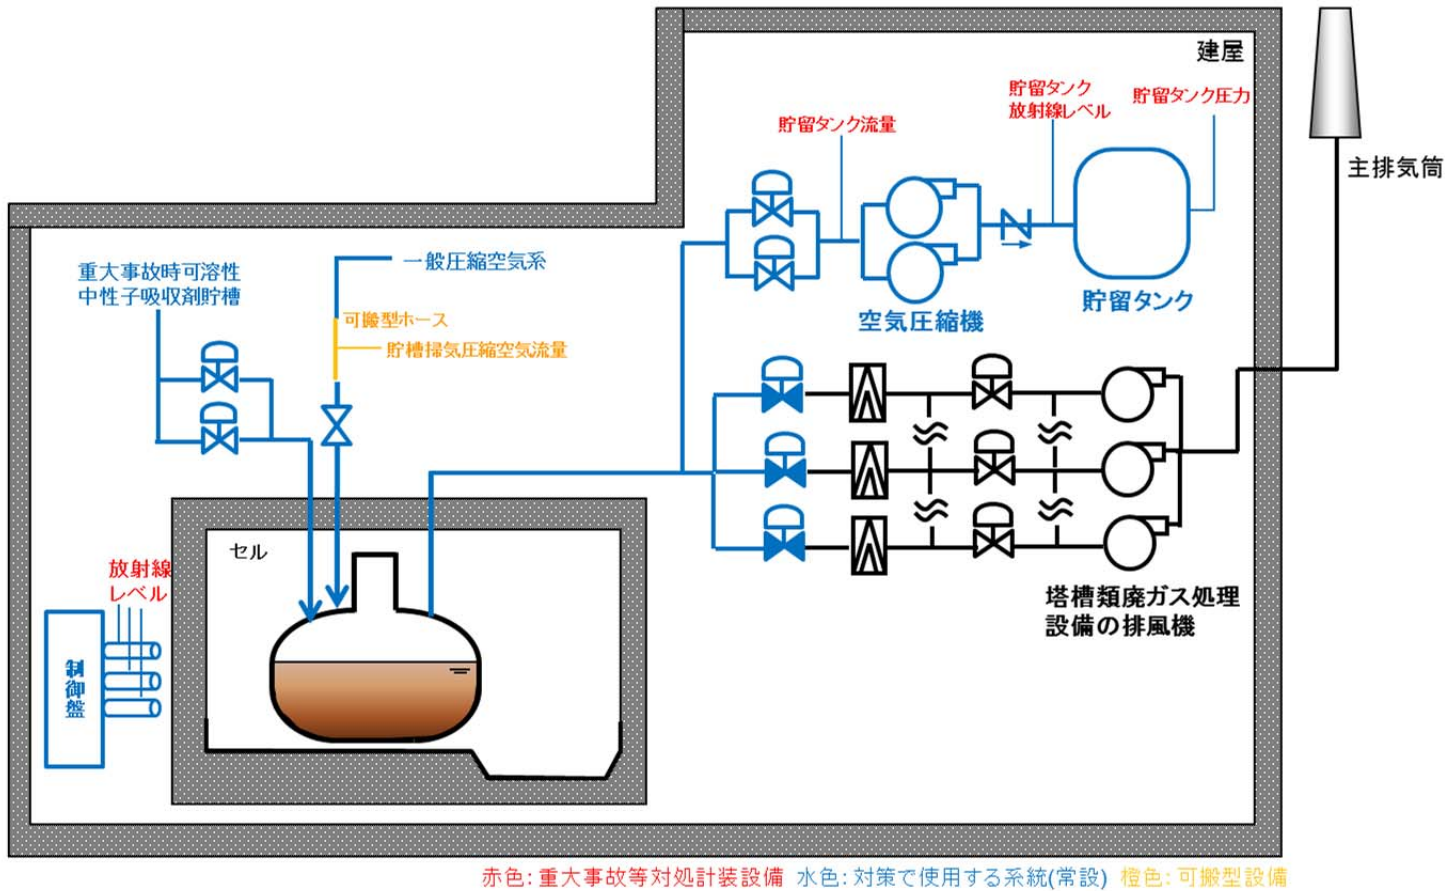 建屋
貯留タンク
放射線レベル
貯留タンク圧力
貯留タンク流量
主排気筒
重大事故時可溶性
中性子吸収剤貯槽
一般圧縮空気系
可搬型ホース
貯槽掃気圧縮空気流量
空気圧縮機
貯留タンク
セル
放射線
レベル
制御盤
塔槽類廃ガス処理
設備の排風機
赤色:重大事故等対処計装設備 水色:対策で使用する系統(常設) 橙色:可搬型設備